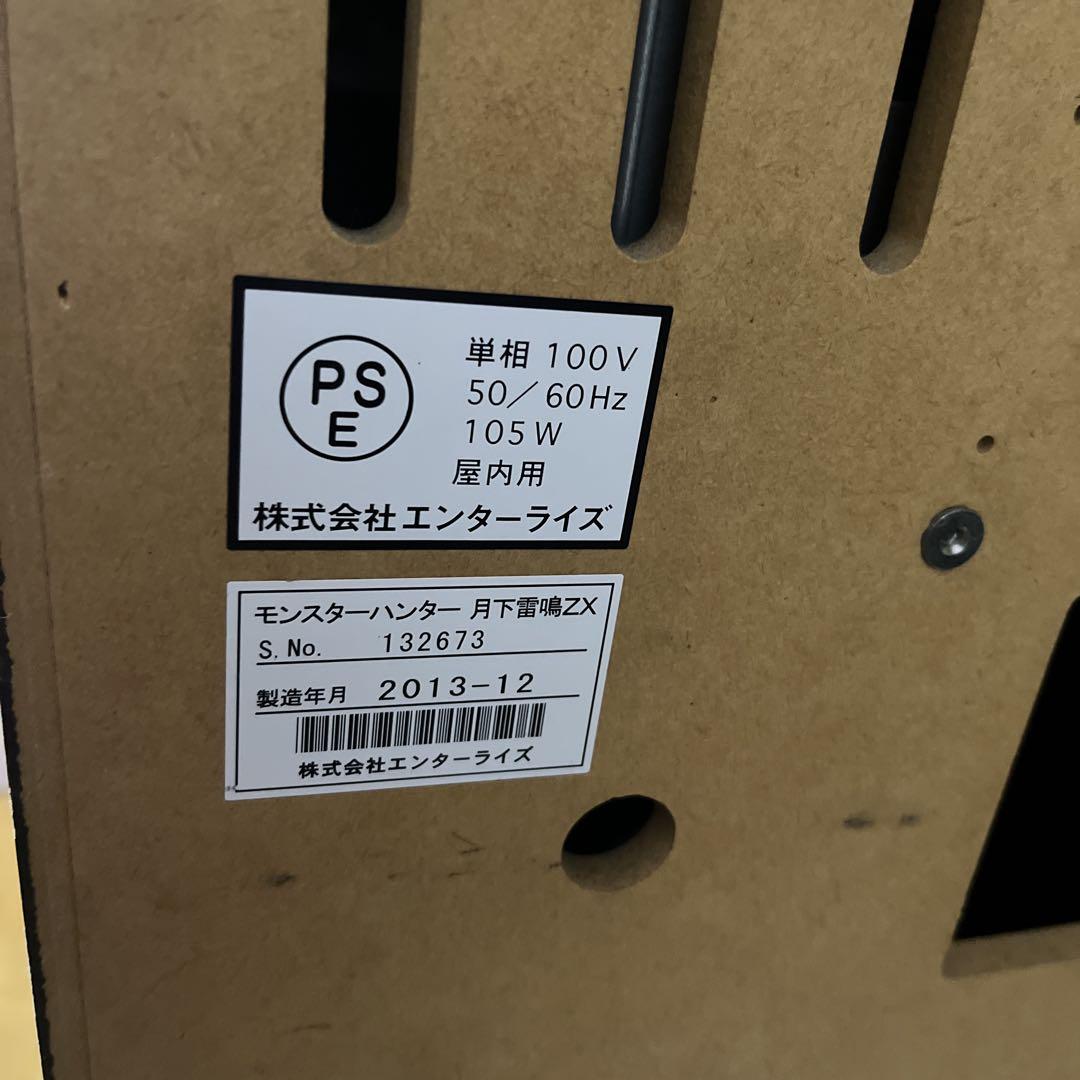 PS
E
単相 100V
50/60Hz
105W
屋内用
株式会社エンターライズ
モンスターハンター 月下雷鳴ZX
S.No. 132673
製造年月 2013-12
株式会社エンターライズ